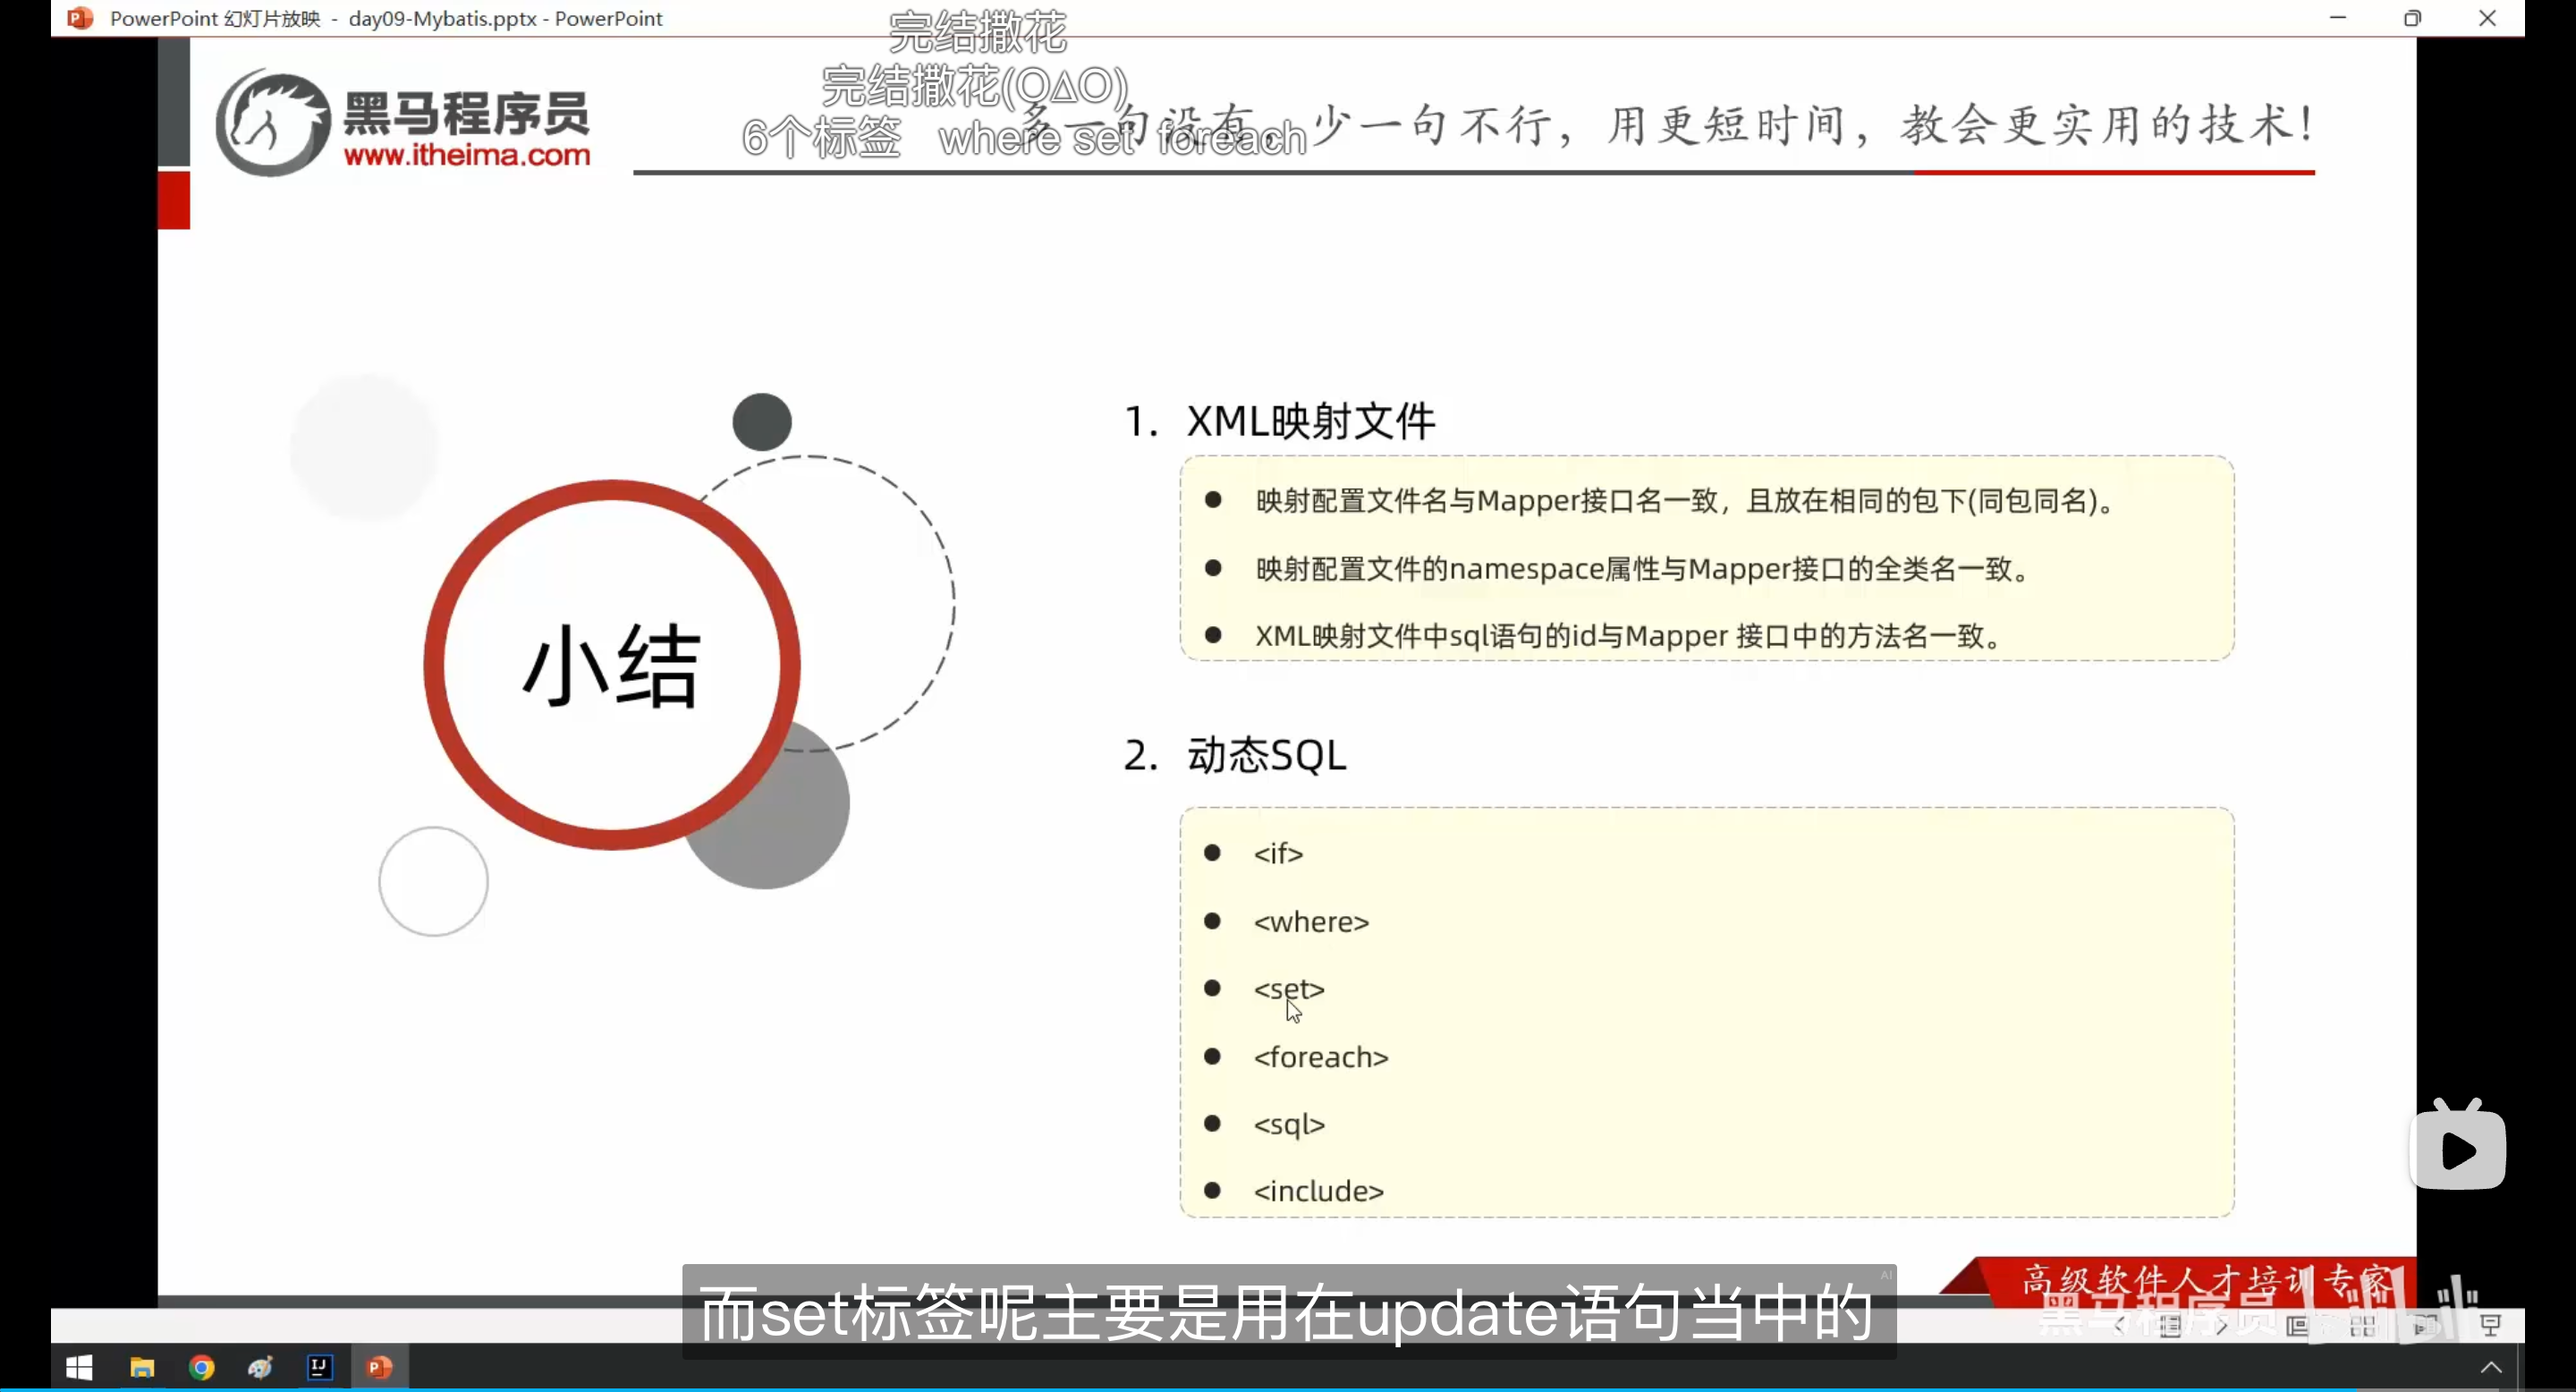 PowerPoint 幻灯片放映 - day09-Mybatis.pptx - PowerPoint
完结撒花
完结撒花(O△O)
6个标签 where set foreach
黑马程序员
www.itheima.com
多一句没有，少一句不行，用更短时间，教会更实用的技术！
小结
1. XML映射文件
● 映射配置文件名与Mapper接口名一致，且放在相同的包下(同包同名)。
● 映射配置文件的namespace属性与Mapper接口的全类名一致。
● XML映射文件中sql语句的id与Mapper 接口中的方法名一致。
2. 动态SQL
● <if>
● <where>
● <set>
● <foreach>
● <sql>
● <include>
高级软件人才培训专家
黑马程序员
AI
而set标签呢主要是用在update语句当中的